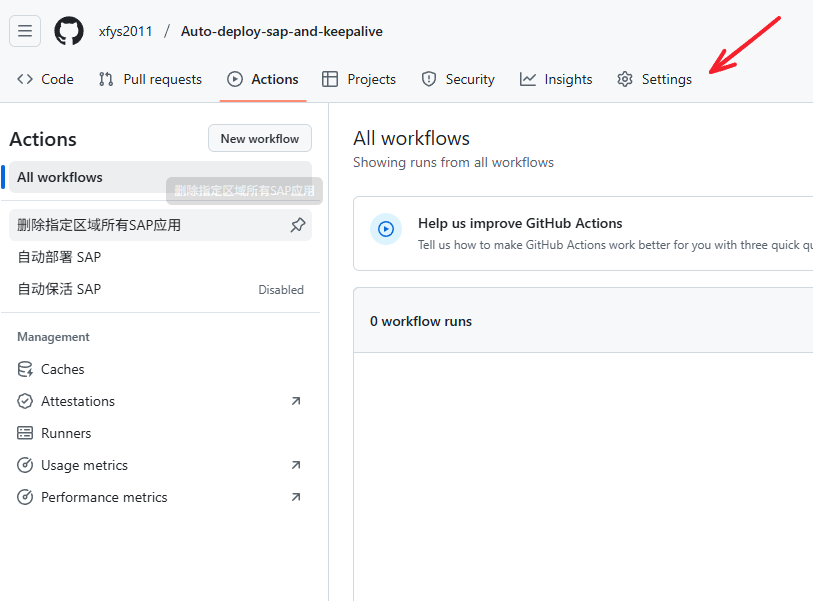 xfys2011 / Auto-deploy-sap-and-keepalive
Code Pull requests Actions Projects Security Insights Settings
Actions New workflow
All workflows
删除指定区域所有SAP应用
删除指定区域所有SAP应用
自动部署 SAP
自动保活 SAP Disabled
Management
Caches
Attestations
Runners
Usage metrics
Performance metrics
All workflows
Showing runs from all workflows
Help us improve GitHub Actions
Tell us how to make GitHub Actions work better for you with three quick
0 workflow runs